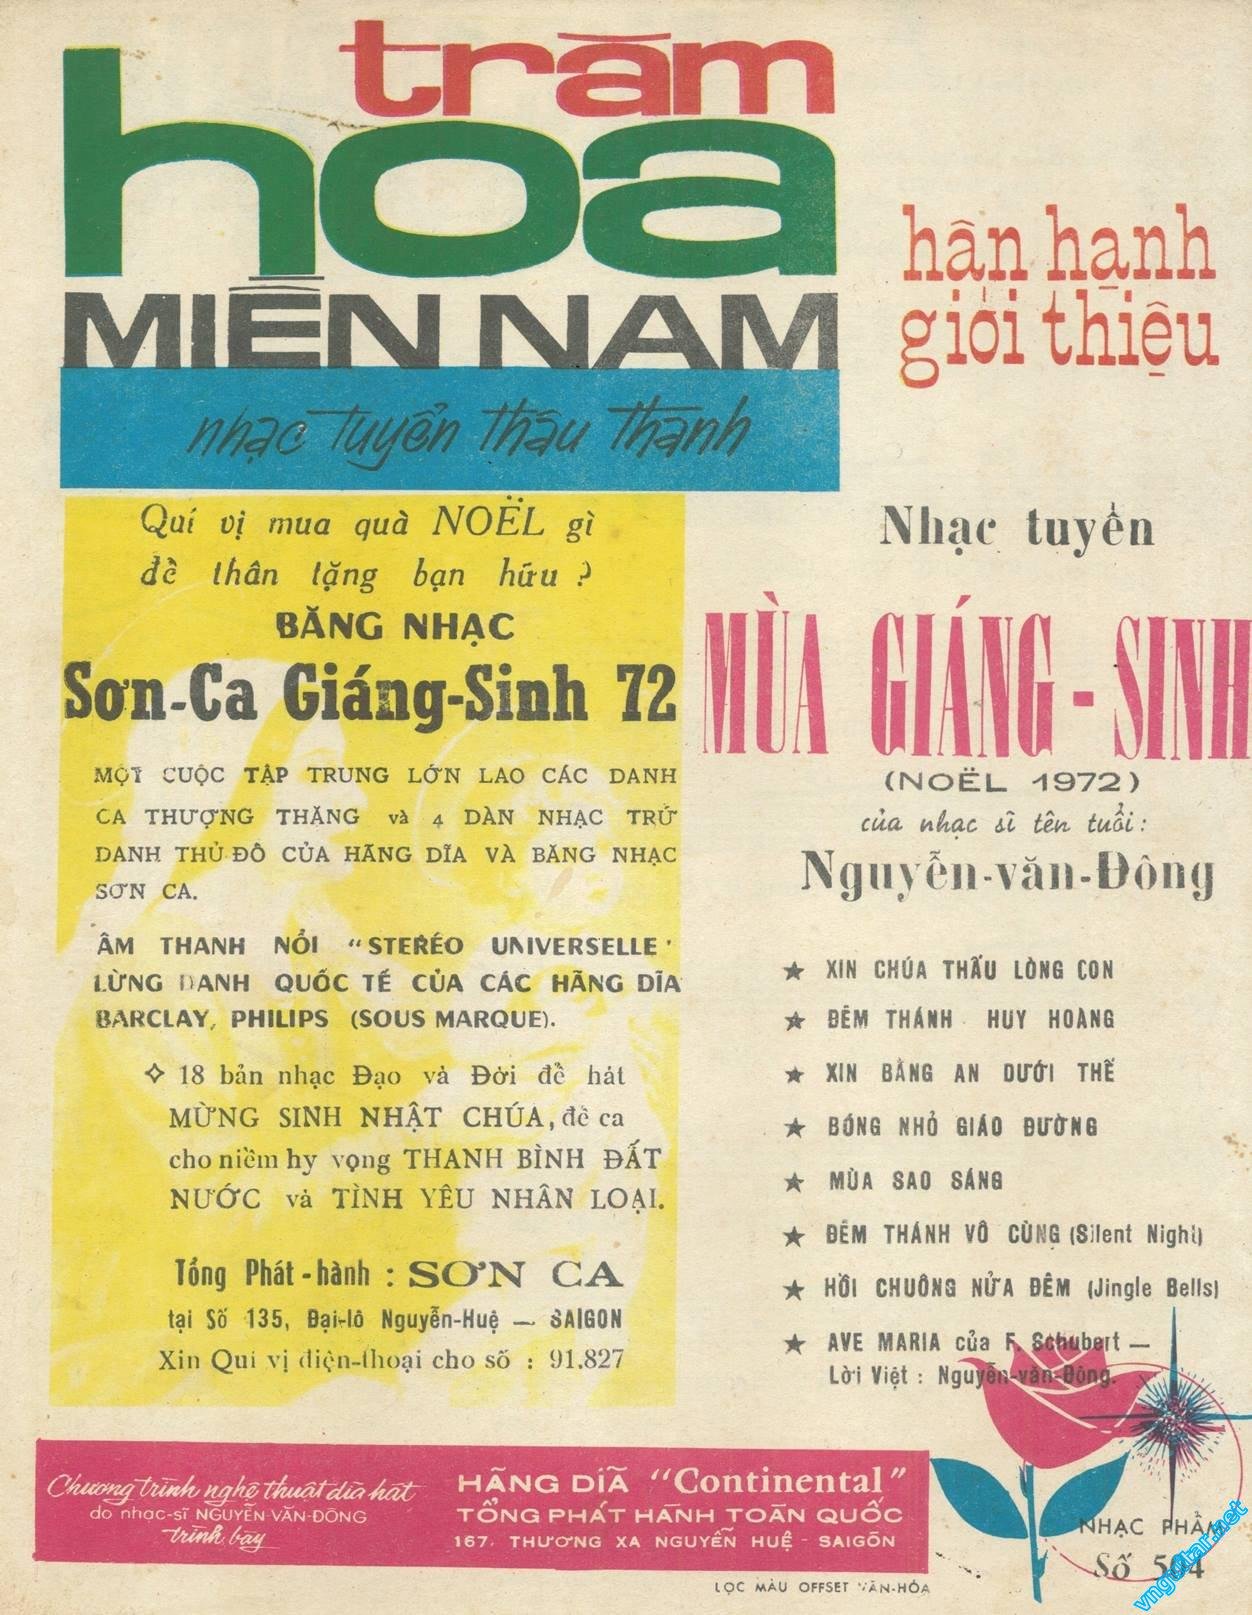 trăm
hoa
MIỀN NAM
nhạc tuyển thâu thanh
hân hạnh
giới thiệu
Quí vị mua quà NOËL gì
để thân tặng bạn hữu ?
BĂNG NHẠC
Sơn-Ca Giáng-Sinh 72
MỘT CUỘC TẬP TRUNG LỚN LAO CÁC DANH
CA THƯỢNG THẶNG và 4 DÀN NHẠC TRỨ
DANH THỦ ĐÔ CỦA HÃNG DĨA VÀ BĂNG NHẠC
SƠN CA.
ÂM THANH NỔI "STERÉO UNIVERSELLE'
LỪNG DANH QUỐC TẾ CỦA CÁC HÃNG DĨA
BARCLAY, PHILIPS (SOUS MARQUE).
✧ 18 bản nhạc Đạo và Đời để hát
MỪNG SINH NHẬT CHÚA, để ca
cho niềm hy vọng THANH BÌNH ĐẤT
NƯỚC và TÌNH YÊU NHÂN LOẠI.
Tổng Phát-hành : SƠN CA
tại Số 135, Đại-lô Nguyễn-Huệ — SAIGON
Xin Quí vị điện-thoại cho số : 91.827
Nhạc tuyển
MÙA GIÁNG-SINH
(NOËL 1972)
của nhạc sĩ tên tuổi :
Nguyễn-văn-Đông
★ XIN CHÚA THẤU LÒNG CON
★ ĐÊM THÁNH HUY HOÀNG
★ XIN BẰNG AN DƯỚI THẾ
★ BÓNG NHỎ GIÁO ĐƯỜNG
★ MÙA SAO SÁNG
★ ĐÊM THÁNH VÔ CÙNG (Silent Night)
★ HỒI CHUÔNG NỬA ĐÊM (Jingle Bells)
★ AVE MARIA của F. Schubert —
Lời Việt : Nguyễn-văn-Đông.
Chương trình nghệ thuật dĩa hát
do nhạc-sĩ NGUYỄN-VĂN-ĐÔNG
trình bày
HÃNG DĨA "Continental"
TỔNG PHÁT HÀNH TOÀN QUỐC
167, THƯƠNG XA NGUYỄN HUỆ - SAIGÒN
NHẠC PHẨM
Số 504
LỌC MÀU OFFSET VĂN-HÓA
vnguitar.net